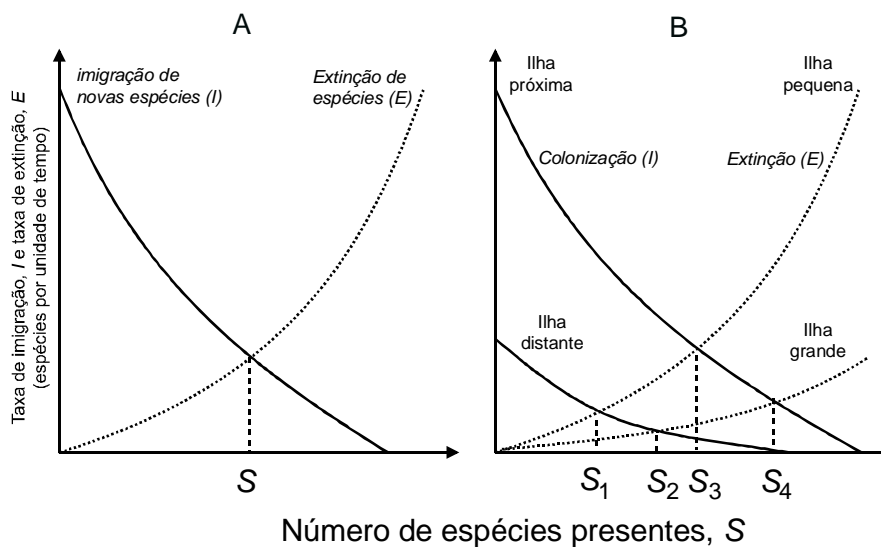 A
B
Taxa de imigração, I e taxa de extinção, E
(espécies por unidade de tempo)
imigração de
novas espécies (I)
Extinção de
espécies (E)
S
Ilha
próxima
Ilha
pequena
Colonização (I)
Extinção (E)
Ilha
distante
Ilha
grande
S1
S2
S3
S4
Número de espécies presentes, S